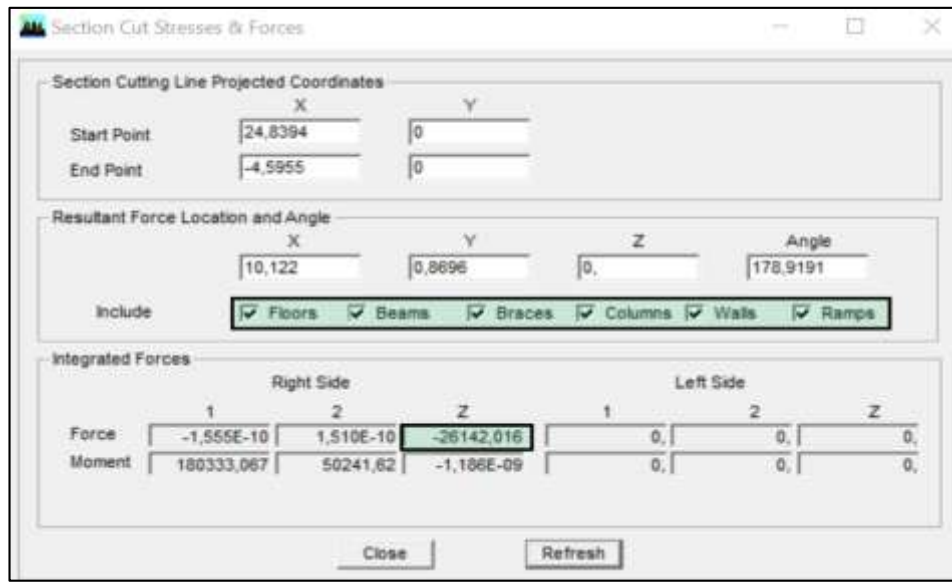 Section Cut Stresses & Forces
Section Cutting Line Projected Coordinates
X Y
Start Point 24,8394 0
End Point -4,5955 0
Resultant Force Location and Angle
X Y Z Angle
10,122 0,8696 0, 178,9191
Include Floors Beams Braces Columns Walls Ramps
Integrated Forces
Right Side Left Side
1 2 Z 1 2 Z
Force -1,555E-10 1,510E-10 -26142,016 0, 0, 0,
Moment 180333,067 50241,62 -1,186E-09 0, 0, 0,
Close Refresh